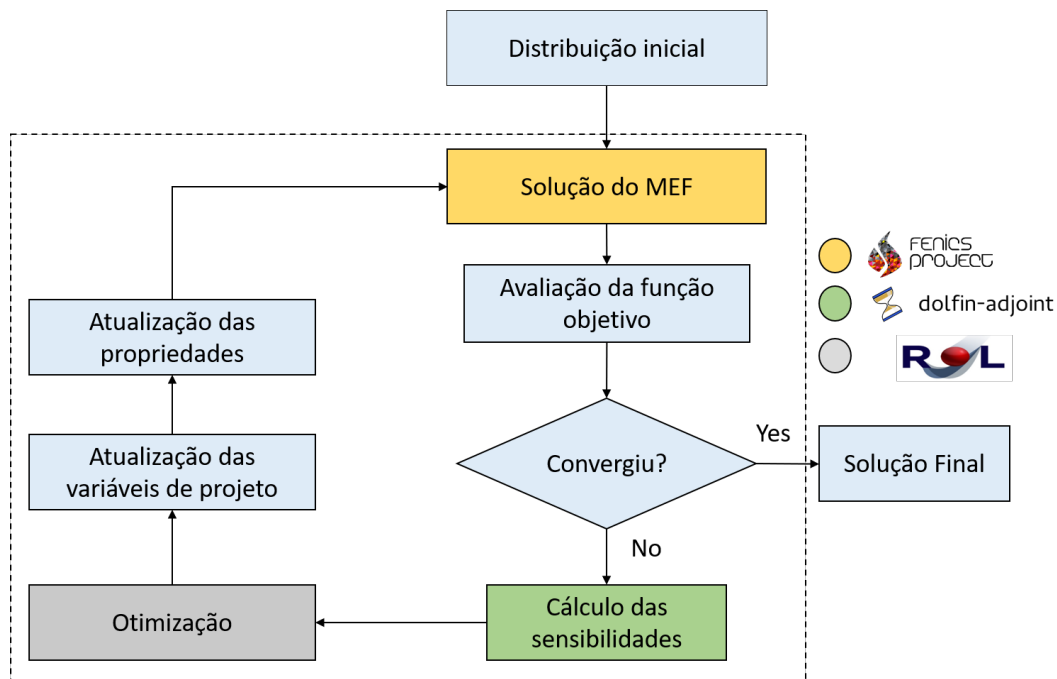 Distribuição inicial
Solução do MEF
Avaliação da função
objetivo
Convergiu?
Yes
No
Solução Final
Cálculo das
sensibilidades
Otimização
Atualização das
variáveis de projeto
Atualização das
propriedades
FENICS
PROJECT
dolfin-adjoint
ROL